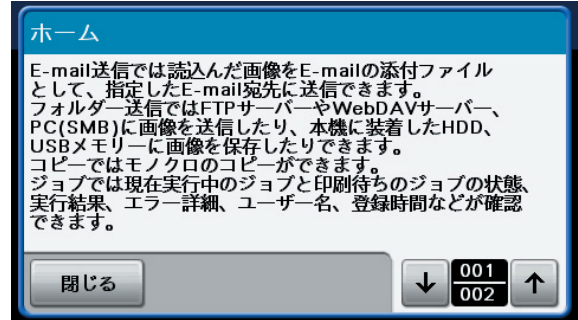 ホーム
E-mail送信では読込んだ画像をE-mailの添付ファイル
として、指定したE-mail宛先に送信できます。
フォルダー送信ではFTPサーバーやWebDAVサーバー、
PC(SMB)に画像を送信したり、本機に装着したHDD、
USBメモリーに画像を保存したりできます。
コピーではモノクロのコピーができます。
ジョブでは現在実行中のジョブと印刷待ちのジョブの状態、
実行結果、エラー詳細、ユーザー名、登録時間などが確認
できます。
閉じる
↓
001
002
↑